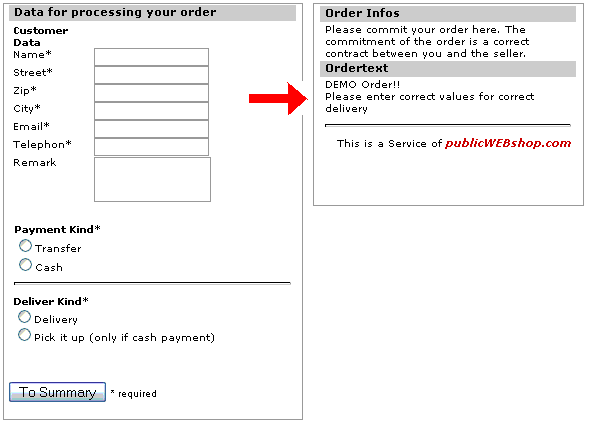 Data for processing your order
Customer
Data
Name*
Street*
Zip*
City*
Email*
Telephon*
Remark
Payment Kind*
Transfer
Cash
Deliver Kind*
Delivery
Pick it up (only if cash payment)
To Summary * required
Order Infos
Please commit your order here. The
commitment of the order is a correct
contract between you and the seller.
Ordertext
DEMO Order!!
Please enter correct values for correct
delivery
This is a Service of publicWEBshop.com